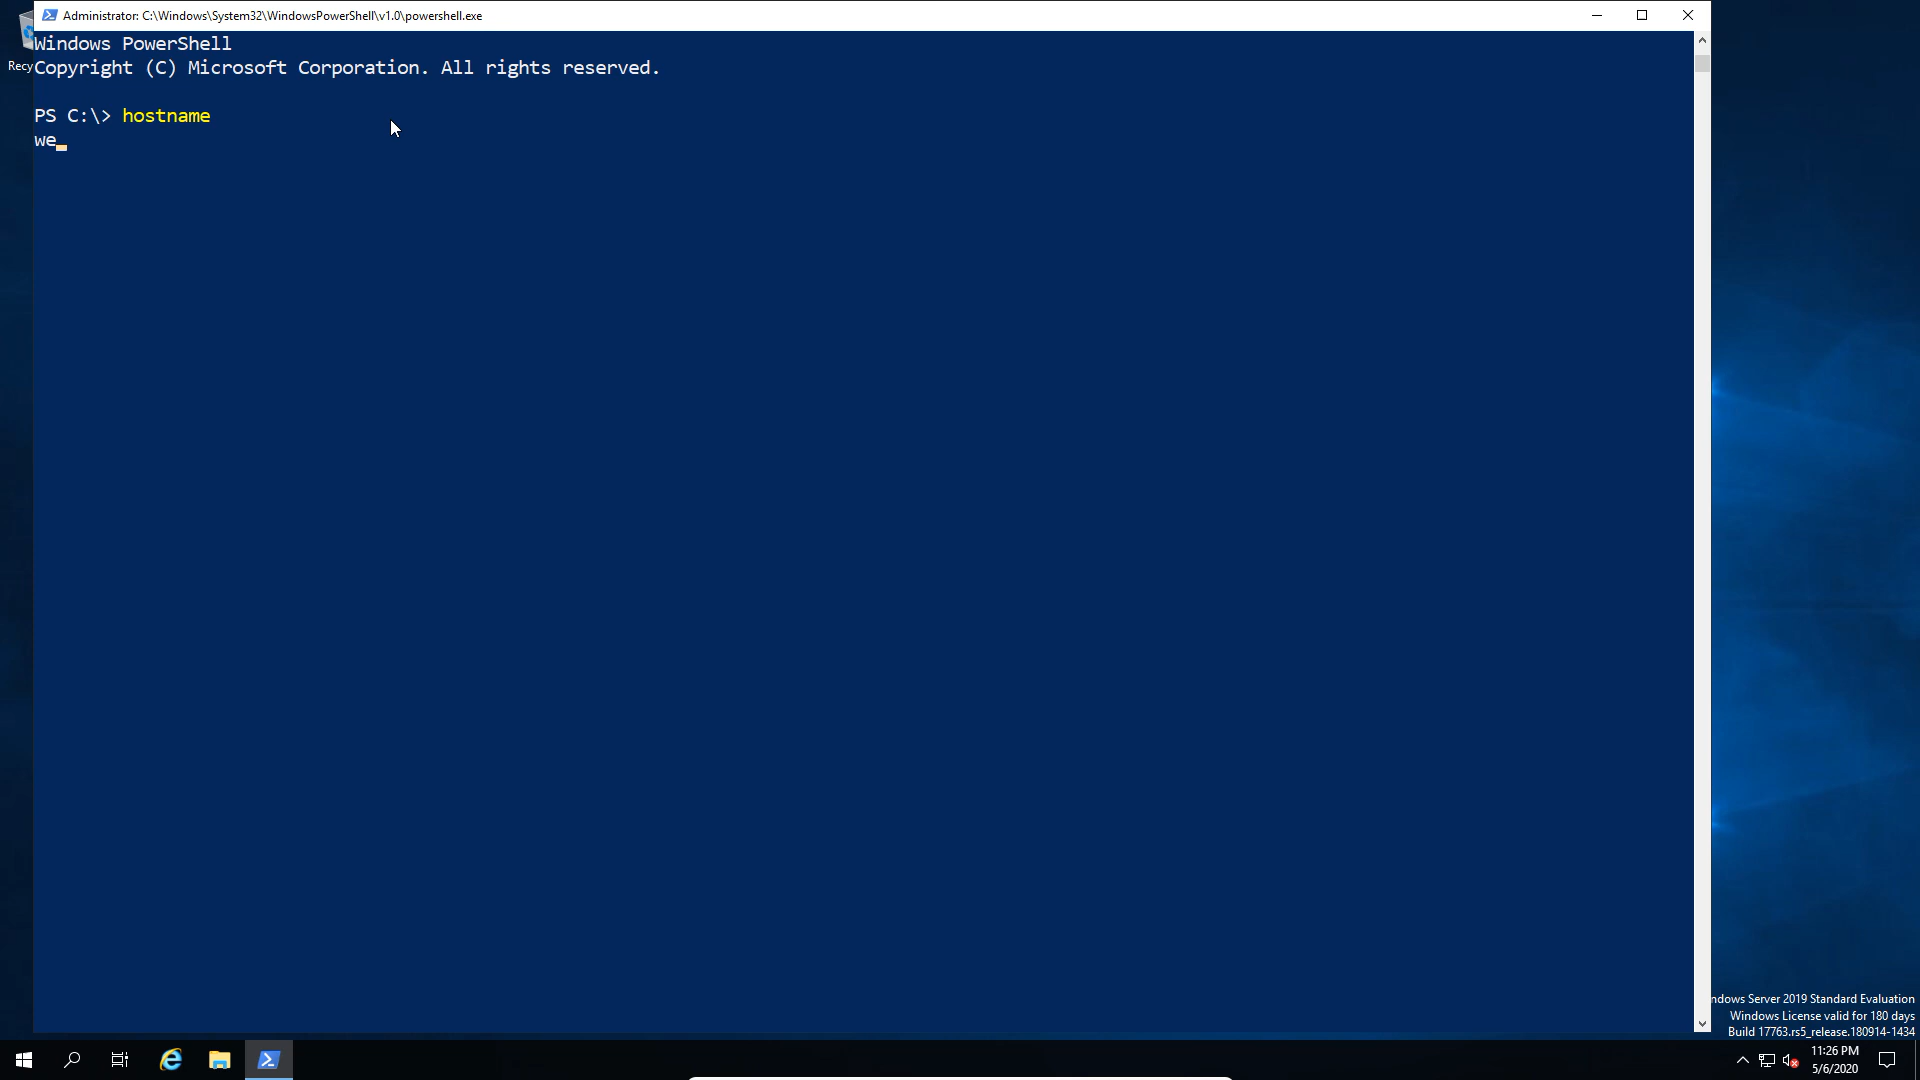 Administrator: C:\Windows\System32\WindowsPowerShell\v1.0\powershell.exe
Windows PowerShell
Recy
Copyright (C) Microsoft Corporation. All rights reserved.
PS C:\> hostname
we
ndows Server 2019 Standard Evaluation
Windows License valid for 180 days
Build 17763.rs5_release.180914-1434
11:26 PM
5/6/2020